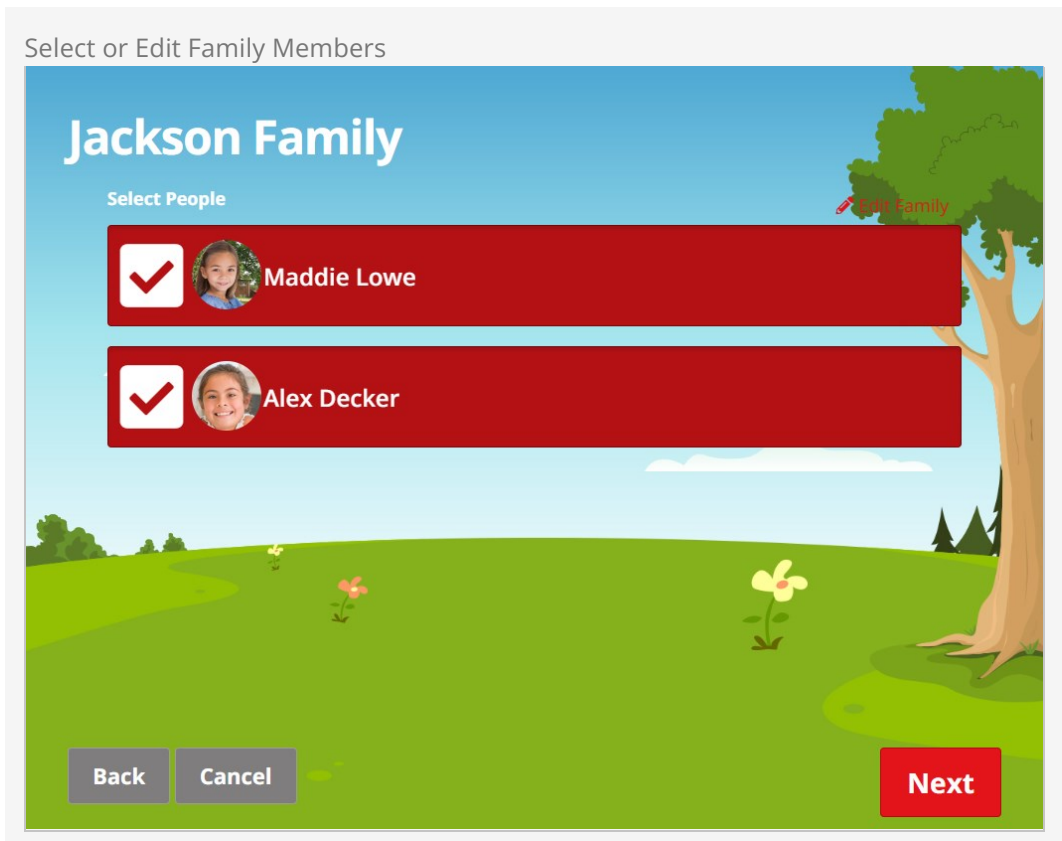 Select or Edit Family Members
Jackson Family
Select People
Edit Family
Maddie Lowe
Alex Decker
Back
Cancel
Next